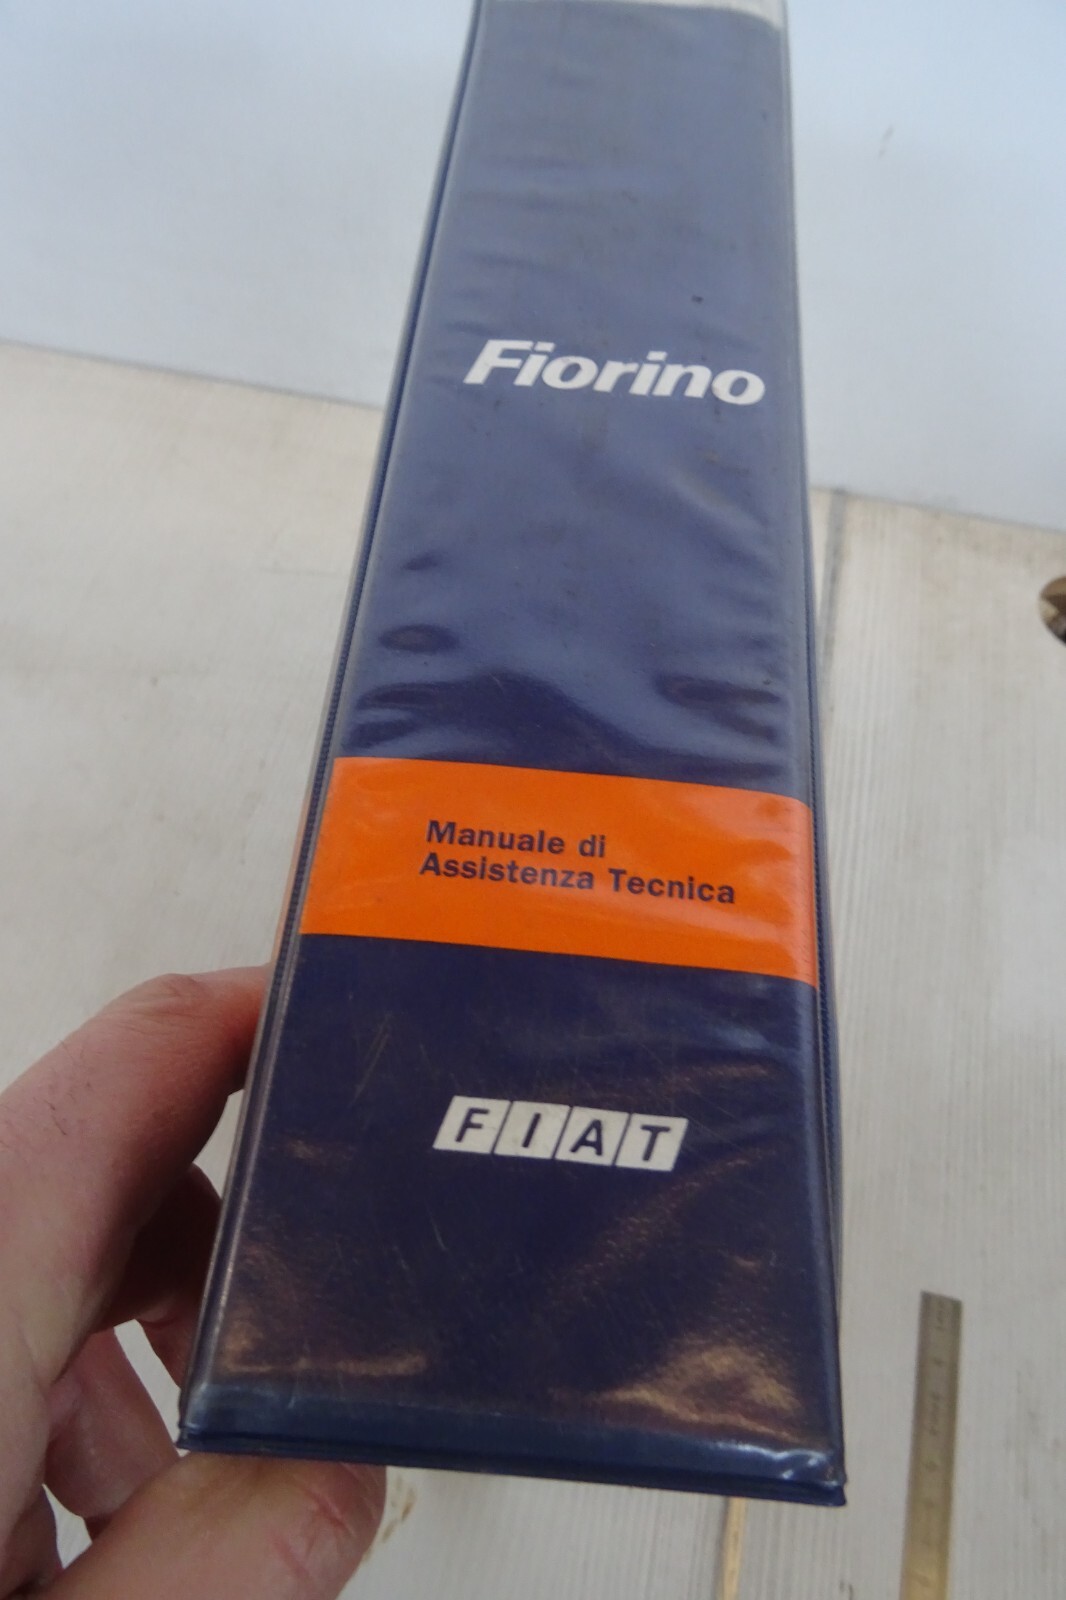 Fiorino
Manuale di
Assistenza Tecnica
FIAT